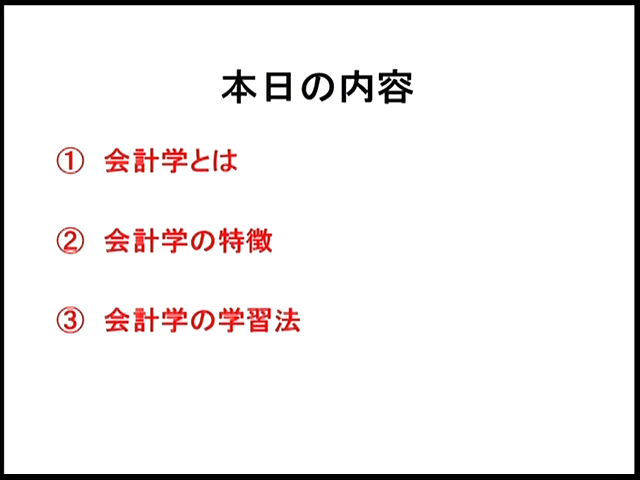 本日の内容
① 会計学とは
② 会計学の特徴
③ 会計学の学習法